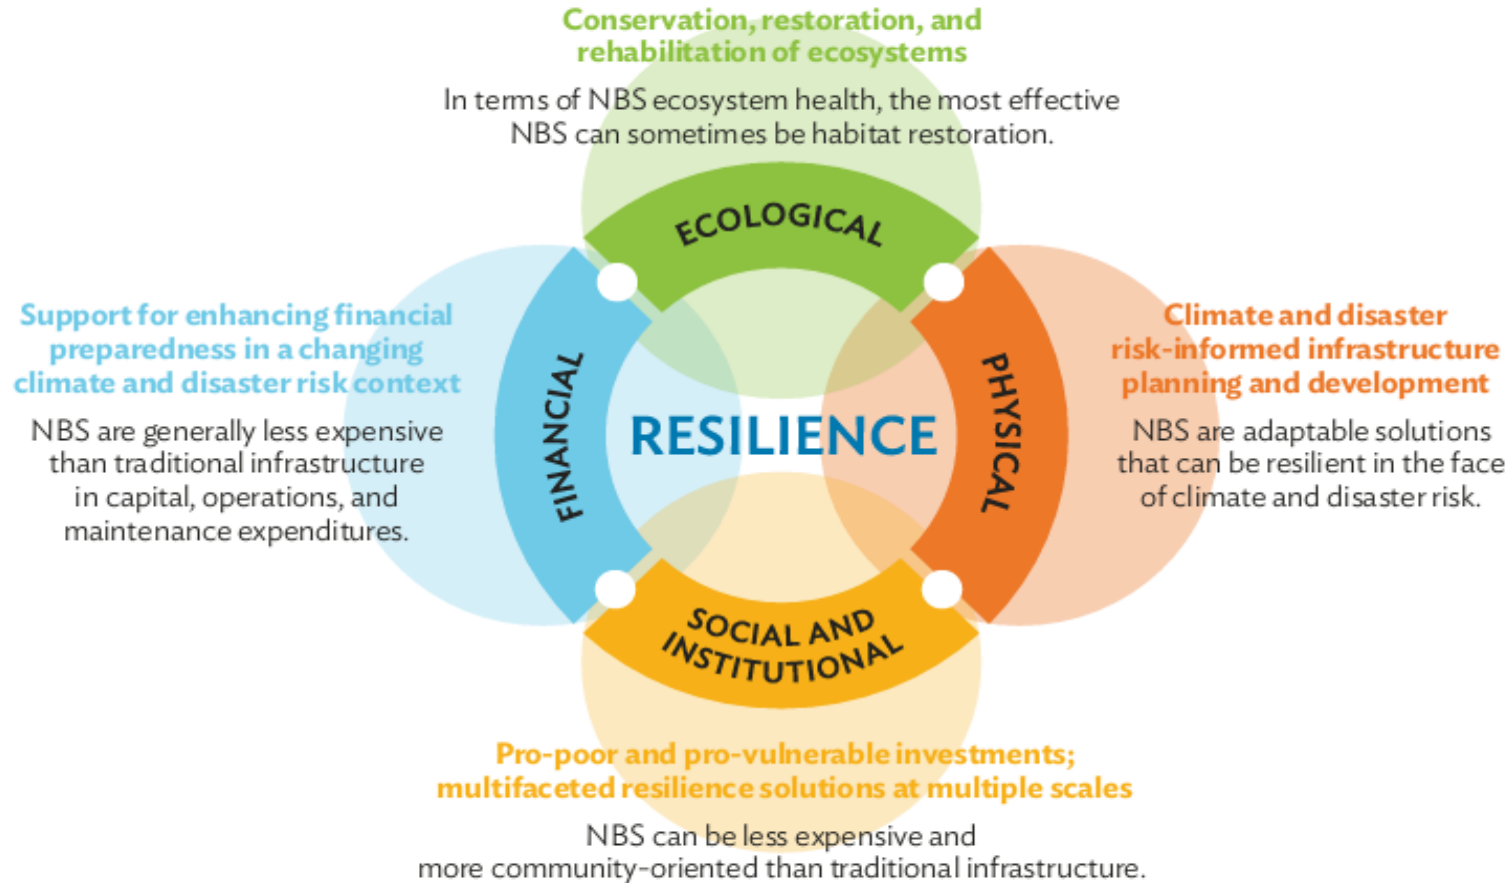 Conservation, restoration, and
rehabilitation of ecosystems
In terms of NBS ecosystem health, the most effective
NBS can sometimes be habitat restoration.
ECOLOGICAL
Support for enhancing financial
preparedness in a changing
climate and disaster risk context
NBS are generally less expensive
than traditional infrastructure
in capital, operations, and
maintenance expenditures.
FINANCIAL
RESILIENCE
PHYSICAL
Climate and disaster
risk-informed infrastructure
planning and development
NBS are adaptable solutions
that can be resilient in the face
of climate and disaster risk.
SOCIAL AND
INSTITUTIONAL
Pro-poor and pro-vulnerable investments;
multifaceted resilience solutions at multiple scales
NBS can be less expensive and
more community-oriented than traditional infrastructure.